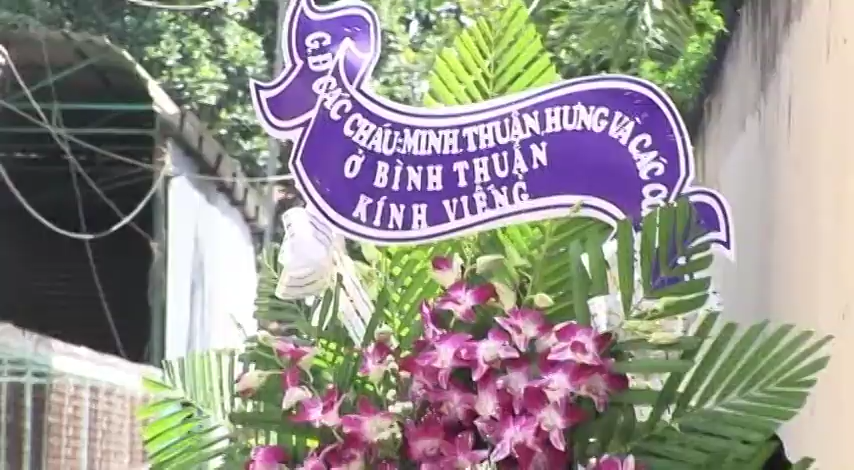 G.Đ CÁC CHÁU: MINH. THUẬN, HƯNG VÀ CÁC
Ở BÌNH THUẬN
KÍNH VIẾNG